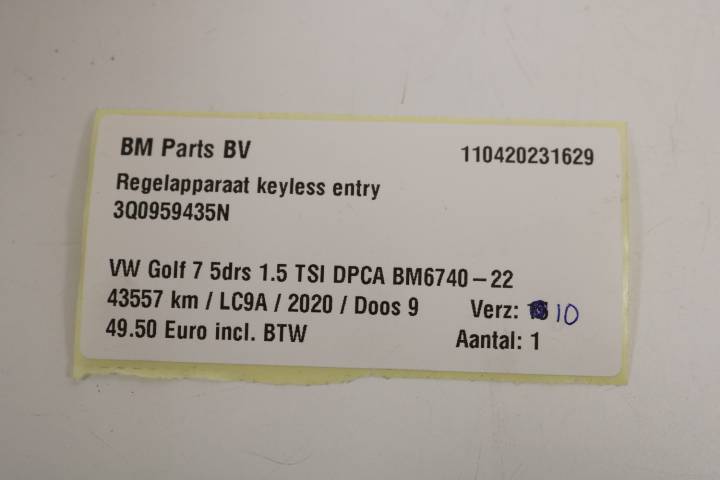 BM Parts BV 110420231629
Regelapparaat keyless entry
3Q0959435N
VW Golf 7 5drs 1.5 TSI DPCA BM6740-22
43557 km / LC9A / 2020 / Doos 9 Verz: 10
49.50 Euro incl. BTW Aantal: 1